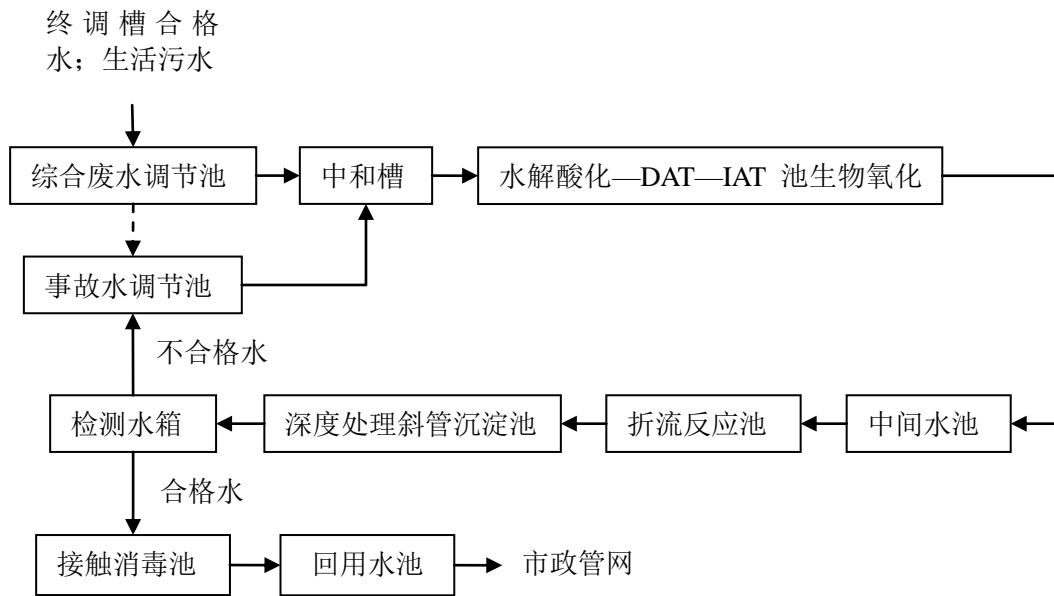 终调槽合格
水；生活污水
综合废水调节池
中和槽
水解酸化—DAT—IAT 池生物氧化
事故水调节池
不合格水
检测水箱
深度处理斜管沉淀池
折流反应池
中间水池
合格水
接触消毒池
回用水池
市政管网